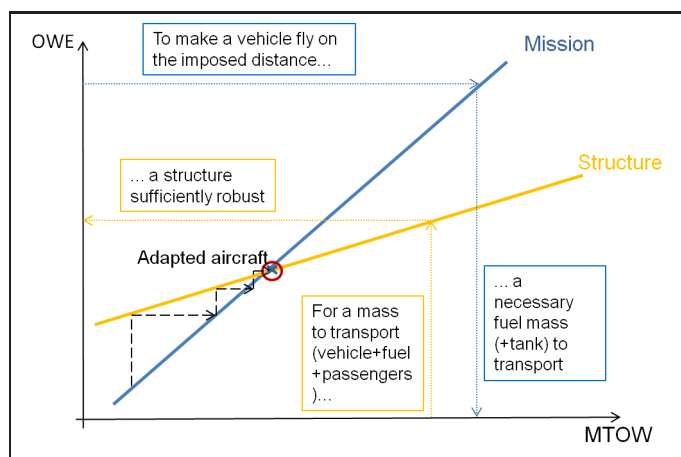 OWE
To make a vehicle fly on
the imposed distance…
Mission
… a structure
sufficiently robust
Structure
Adapted aircraft
For a mass
to transport
(vehicle+fuel
+passengers
)…
… a
necessary
fuel mass
(+tank) to
transport
MTOW